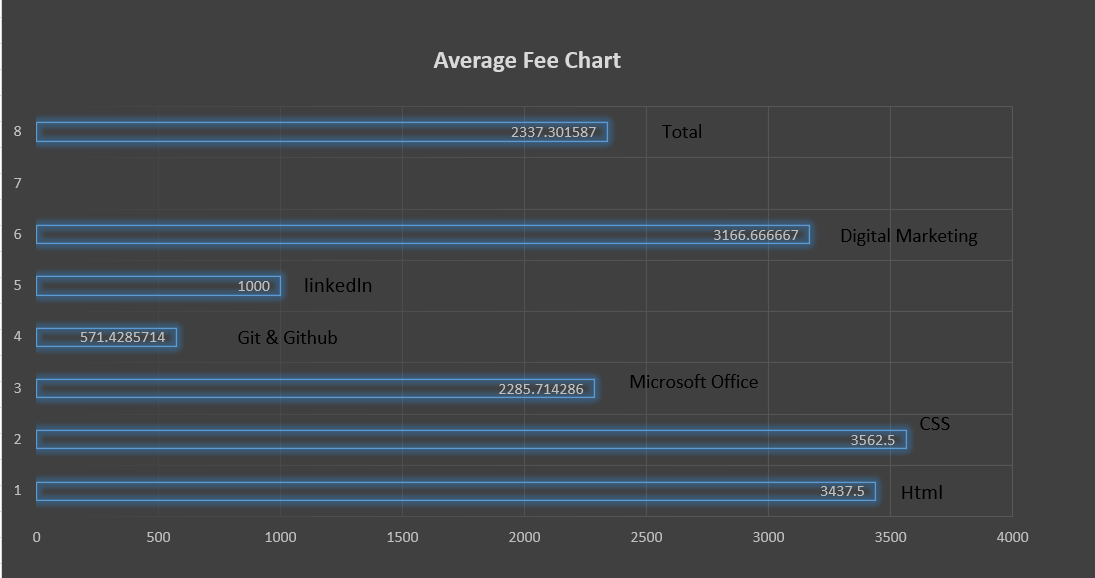 Average Fee Chart
8 2337.301587 Total
7
6 3166.666667 Digital Marketing
5 1000 linkedIn
4 571.4285714 Git & Github
3 2285.714286 Microsoft Office
2 3562.5 CSS
1 3437.5 Html
0 500 1000 1500 2000 2500 3000 3500 4000